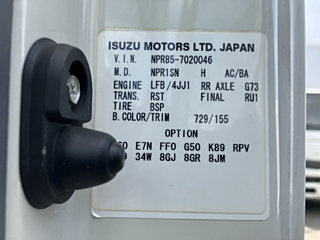 ISUZU MOTORS LTD. JAPAN
V.I.N. NPR85-7020046
M.D. NPR1SN H AC/BA
ENGINE LFB/4JJ1 RR AXLE G73
TRANS. RST FINAL RU1
TIRE BSP
B.COLOR/TRIM 729/155
OPTION
E7N FF0 G50 K89 RPV
34W 8GJ 8GR 8JM